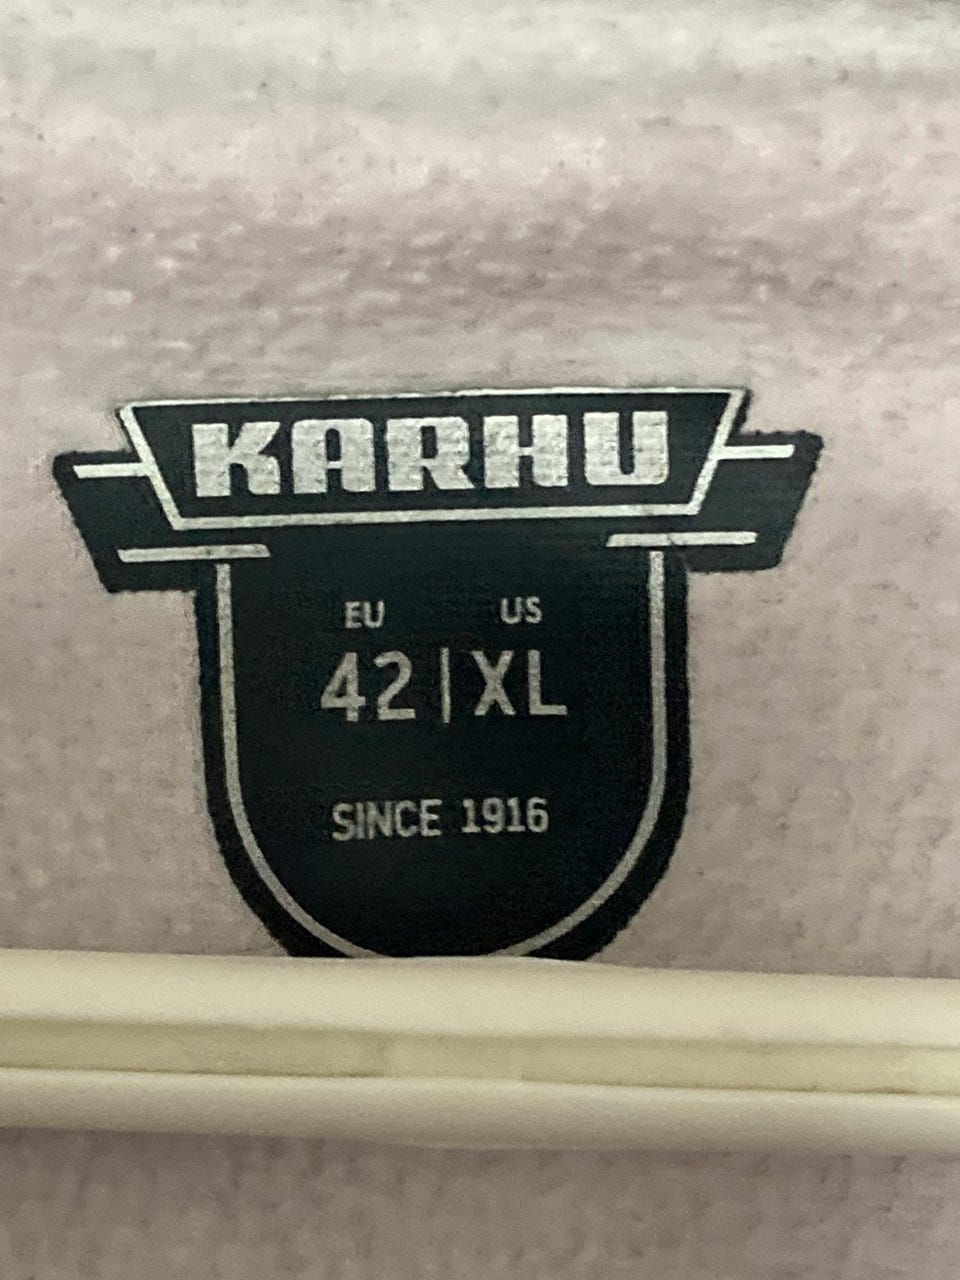 KARHU
EU US
42 | XL
SINCE 1916